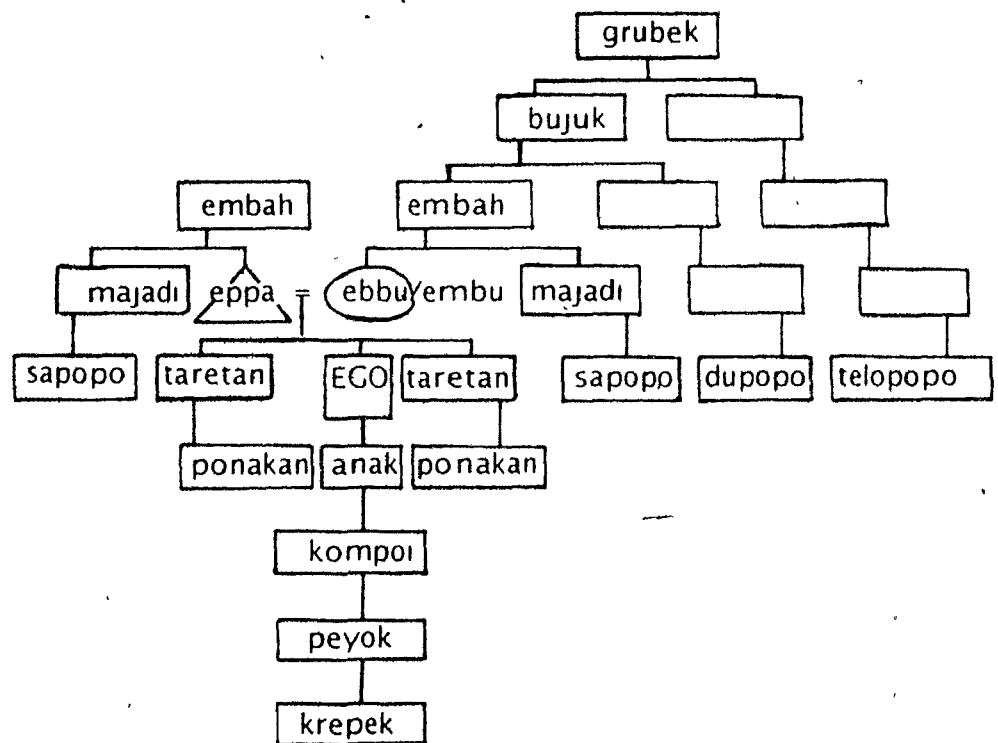 grubek
bujuk
embah
embah
majadi
eppa
=
ebbu/embu
majadi
sapopo
taretan
EGO
taretan
sapopo
dupopo
telopopo
ponakan
anak
ponakan
kompoi
peyok
krepek